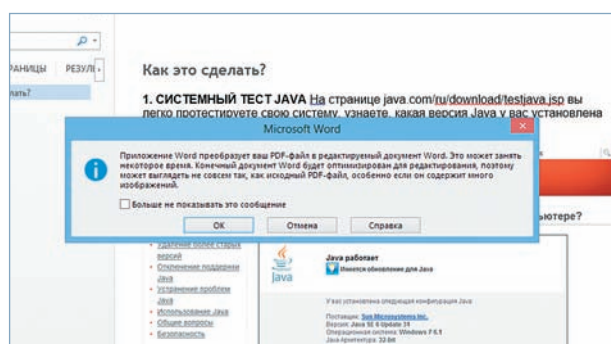 РАНИЦЫ РЕЗУЛ
лать?
Как это сделать?
1. СИСТЕМНЫЙ ТЕСТ JAVA На странице java.com/ru/download/testjava.jsp вы
легко протестируете свою систему, узнаете, какая версия Java у вас установлена
Microsoft Word
Приложение Word преобразует ваш PDF-файл в редактируемый документ Word. Это может занять
некоторое время. Конечный документ Word будет оптимизирован для редактирования, поэтому
может выглядеть не совсем так, как исходный PDF-файл, особенно если он содержит много
изображений.
Больше не показывать это сообщение
ОК Отмена Справка
ьютере?
Удаление более старых
версий
Отключение поддержки
Java
Устранение проблем
Java
Использование Java
Общие вопросы
Безопасность
Java
Java работает
Имеется обновление для Java
У вас установлена следующая конфигурация Java
Поставщик: Sun Microsystems Inc.
Версия: Java SE 6 Update 31
Операционная система: Windows 7 6.1
Java-архитектура: 32-bit